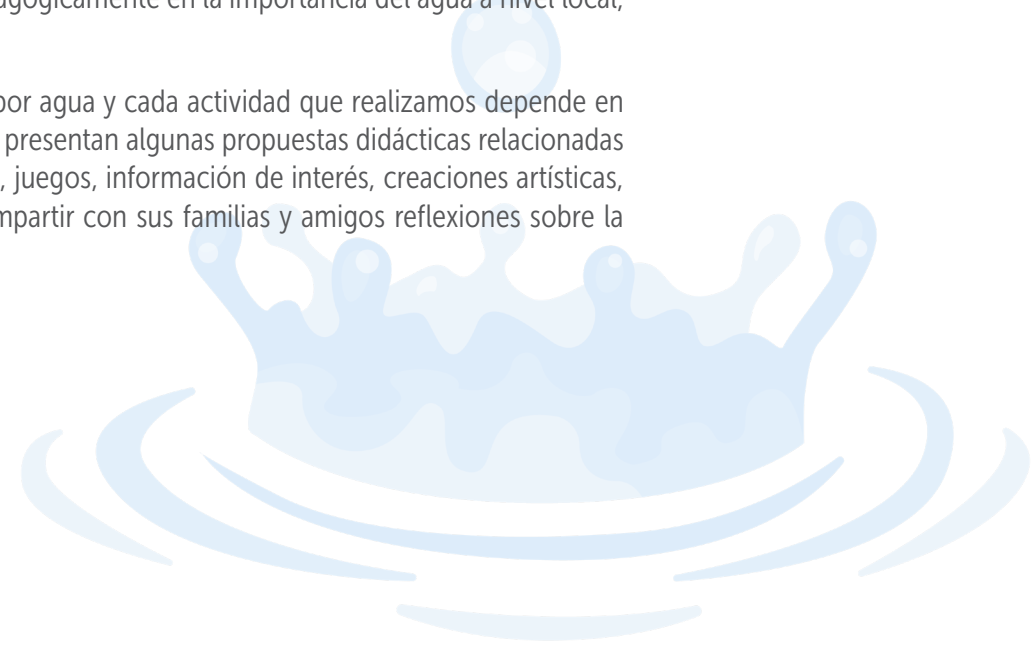 agógicamente en la importancia del agua a nivel local,
por agua y cada actividad que realizamos depende en
presentan algunas propuestas didácticas relacionadas
, juegos, información de interés, creaciones artísticas,
mpartir con sus familias y amigos reflexiones sobre la